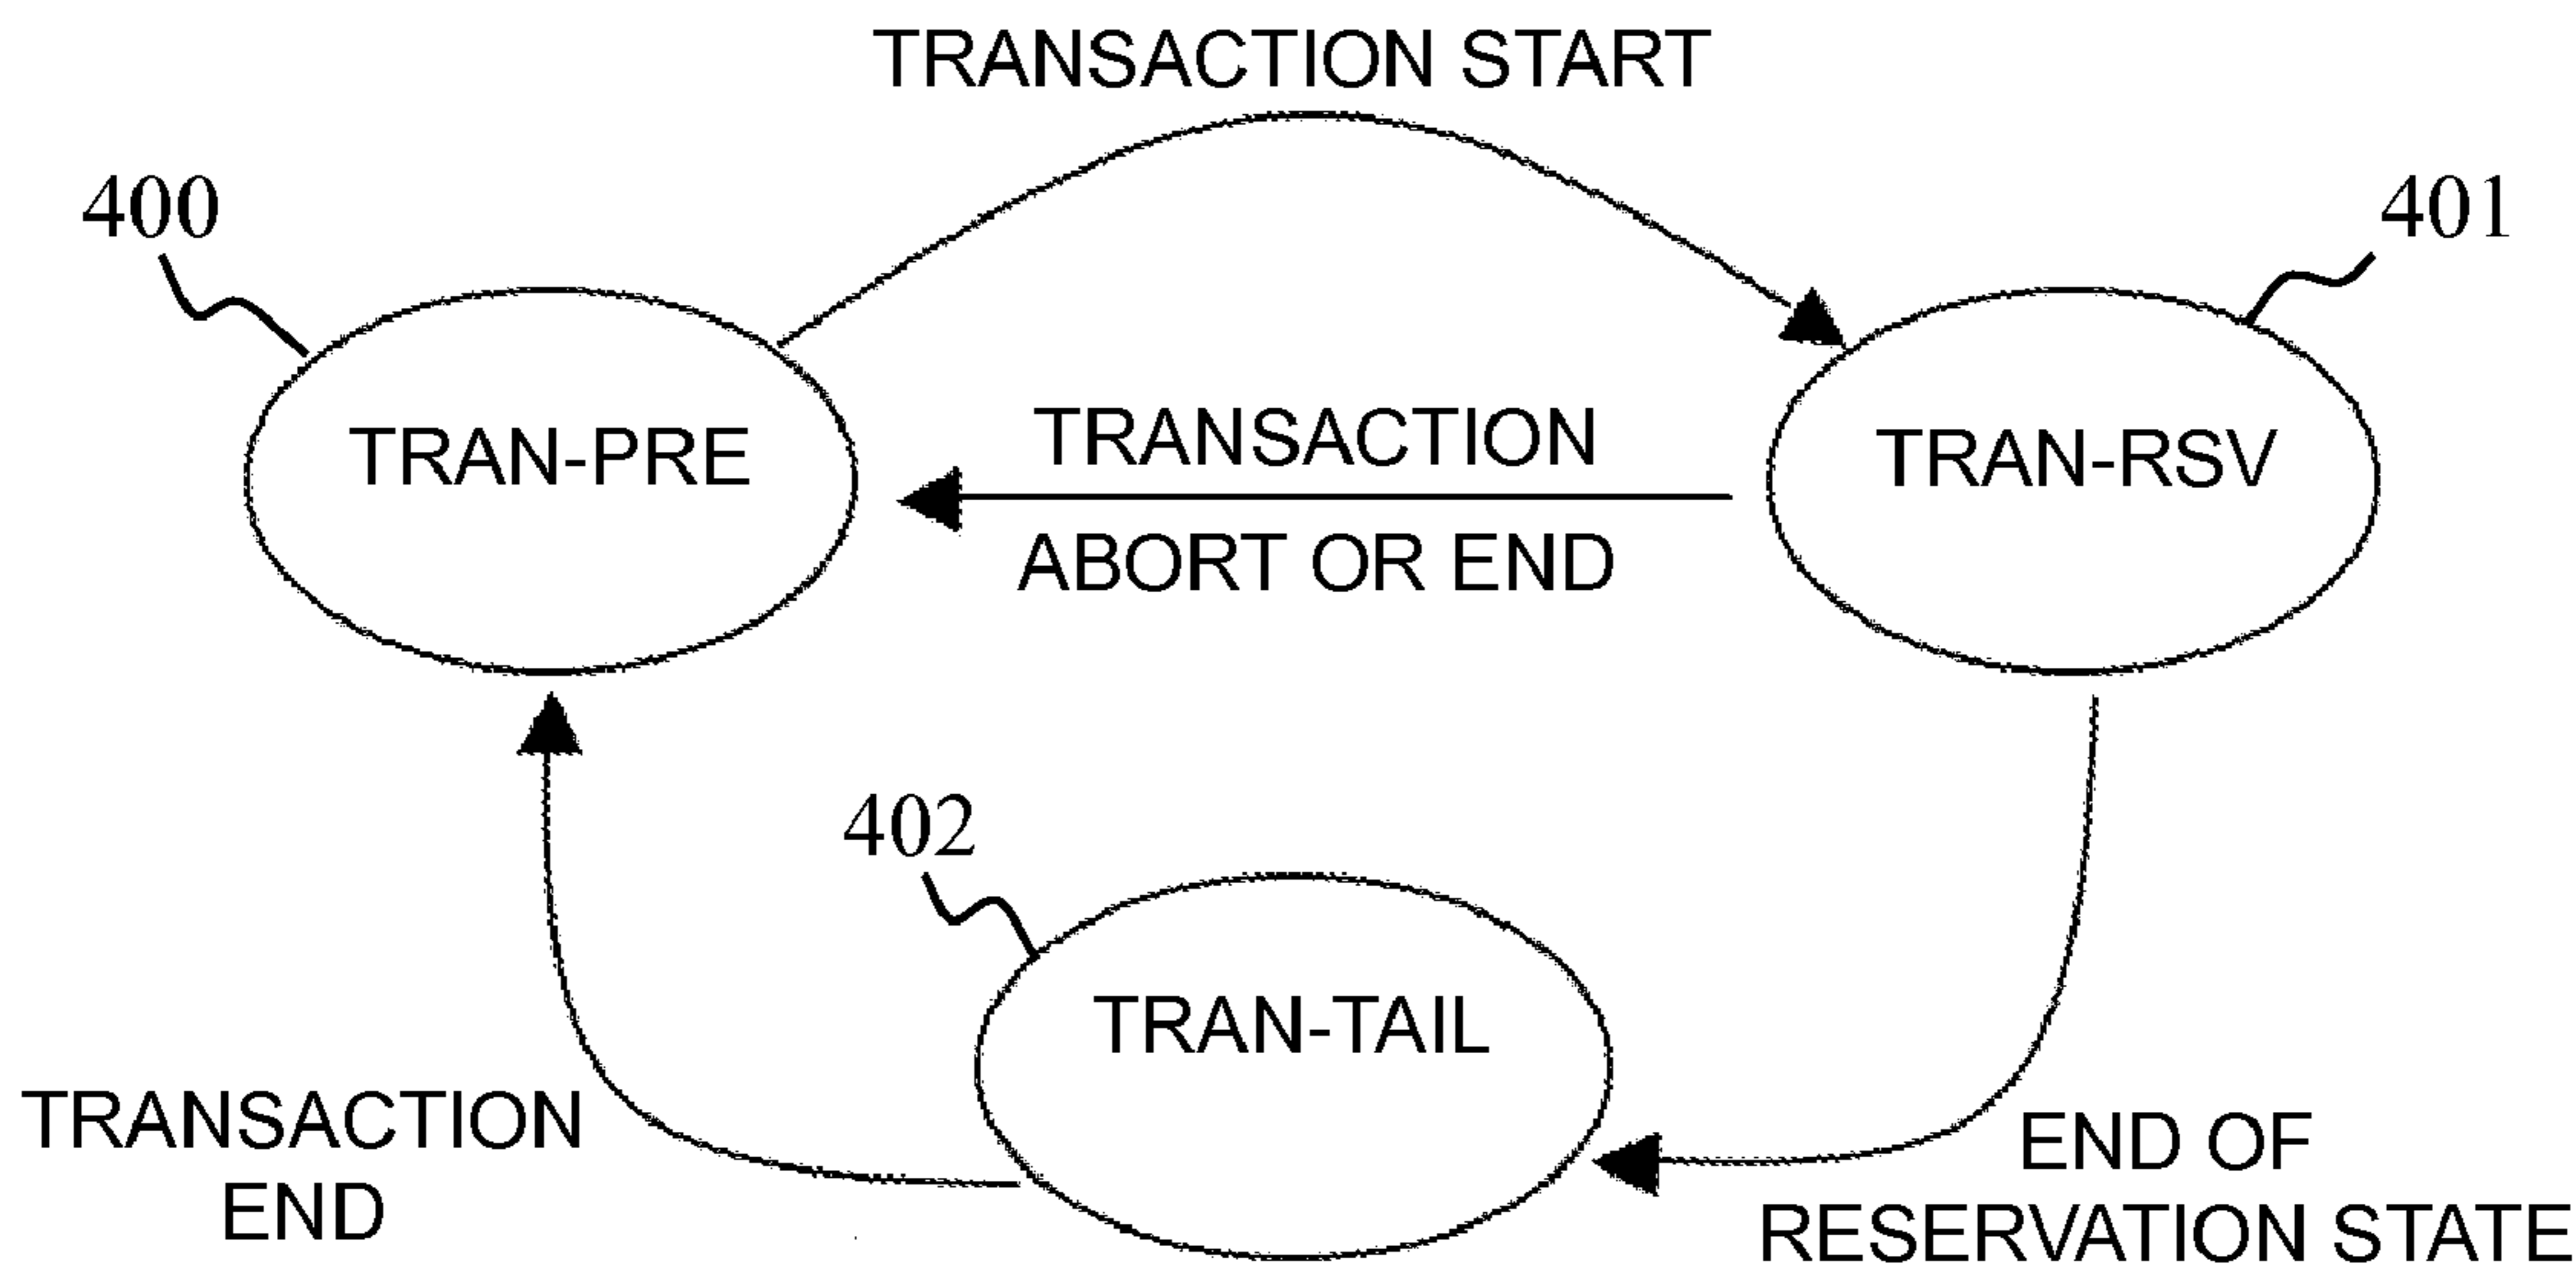 TRANSACTION START
400
401
TRAN-PRE
TRANSACTION
ABORT OR END
TRAN-RSV
402
TRAN-TAIL
TRANSACTION
END
END OF
RESERVATION STATE